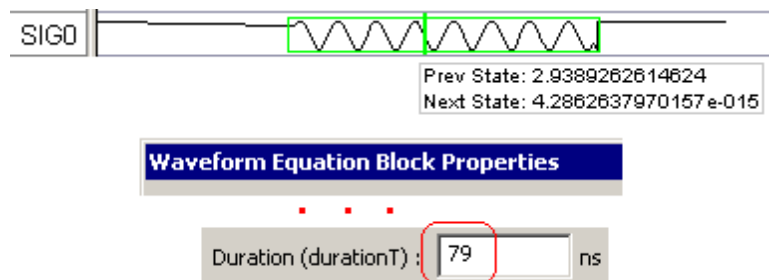 SIG0
Prev State: 2.9389262614624
Next State: 4.2862637970157e-015
Waveform Equation Block Properties
Duration (durationT) : 79 ns